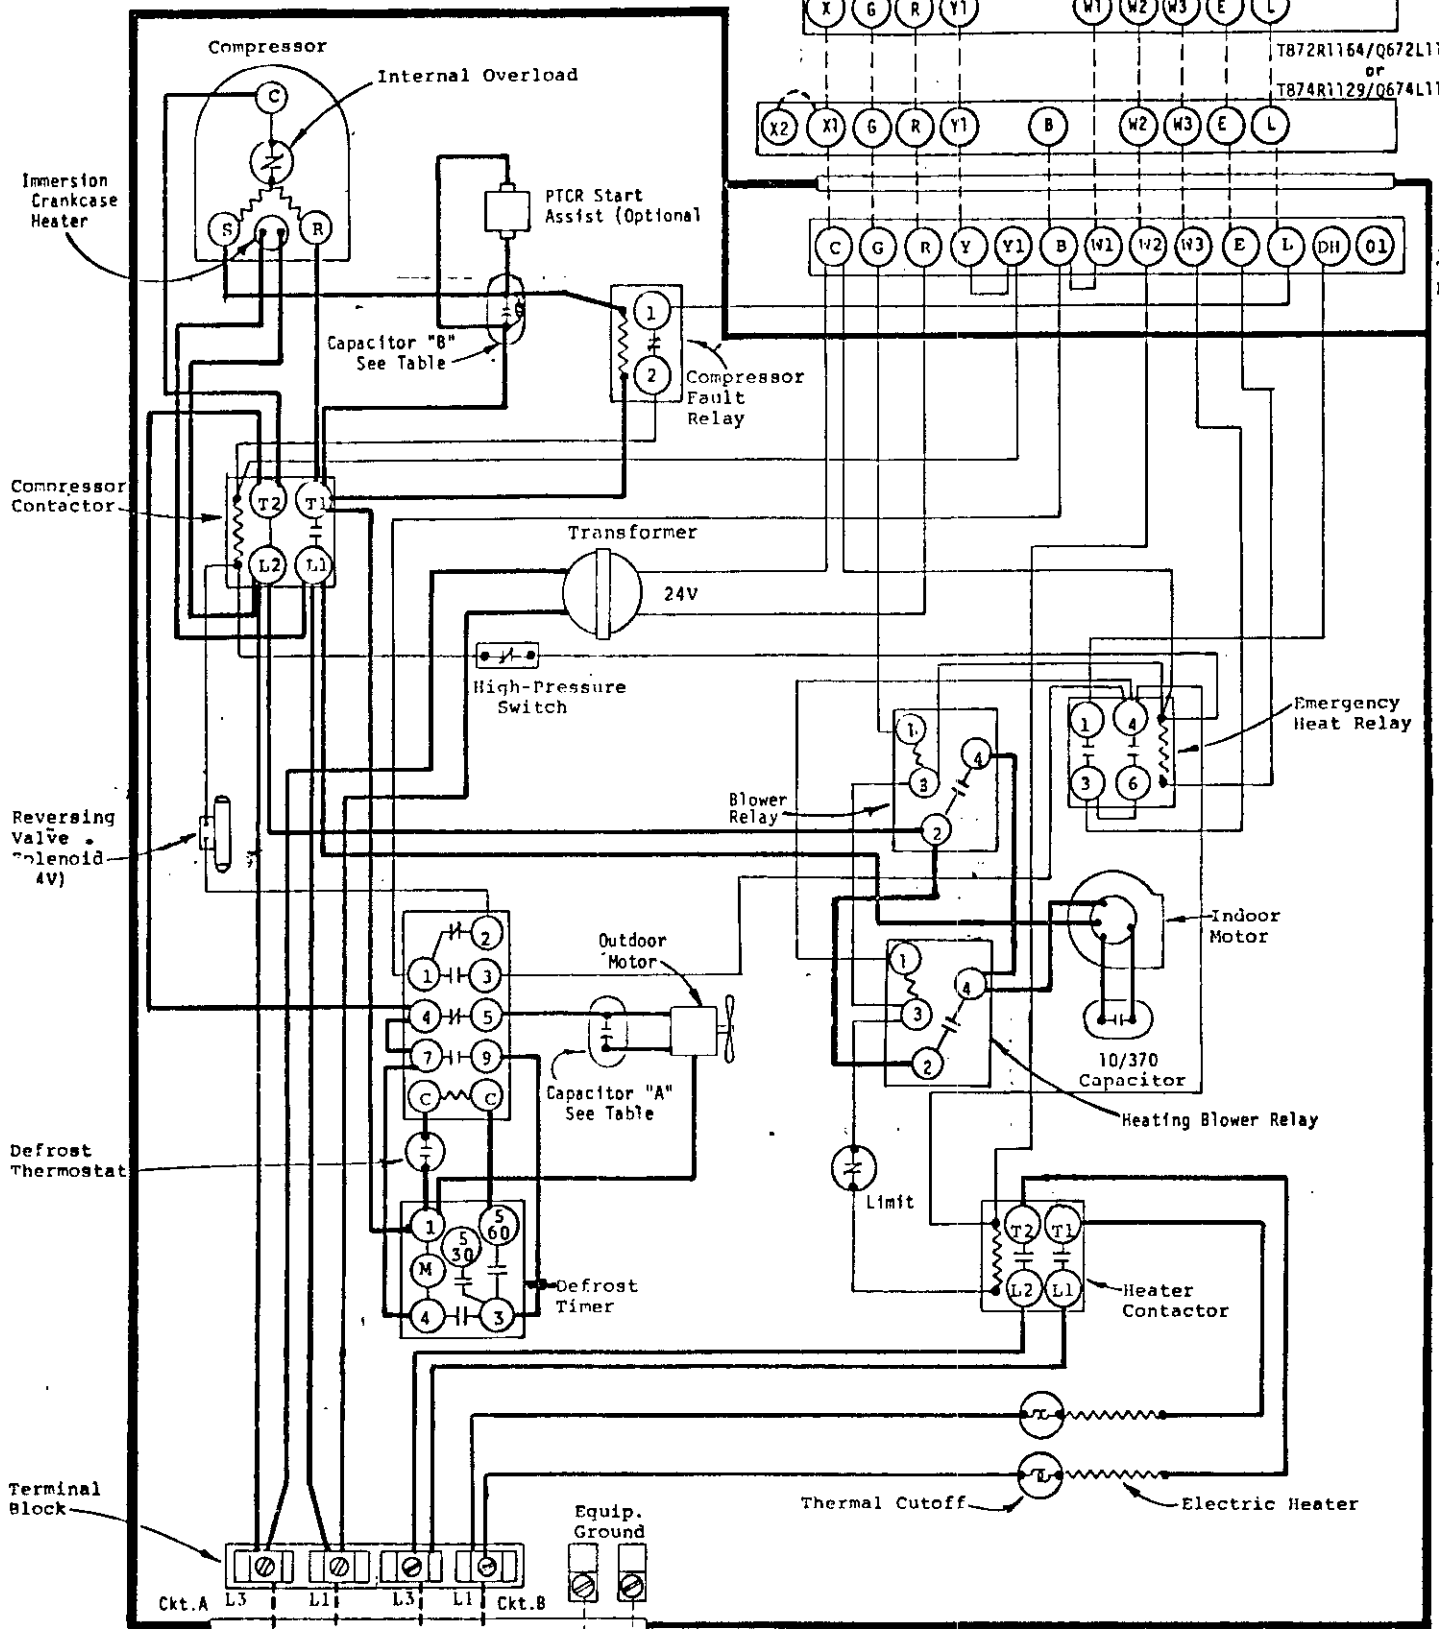 X G R Y1 W1 W2 W3 E L
T872R1164/Q672L11
or
T874R1129/Q674L11
X2 X1 G R Y1 B W2 W3 E L
C G R Y Y1 B W1 W2 W3 E L DH O1
Compressor
Internal Overload
C
S R
Immersion
Crankcase
Heater
PTCR Start
Assist (Optional
Capacitor "B"
See Table
1
2
Compressor
Fault
Relay
Compressor
Contactor
T2 T1
L2 L1
Transformer
24V
High-Pressure
Switch
1 4
3 6
Emergency
Heat Relay
1
4
3
2
Blower
Relay
Reversing
Valve
olenoid
4V)
2
1 3
4 5
7 9
C C
Outdoor
Motor
Capacitor "A"
See Table
1
4
3
2
Heating Blower Relay
Indoor
Motor
10/370
Capacitor
Defrost
Thermostat
Limit
1
5
30
5
60
M
4 3
Defrost
Timer
T2 T1
L2 L1
Heater
Contactor
Thermal Cutoff
Electric Heater
Terminal
Block
Equip.
Ground
Ckt.A L3 L1 L3 L1 Ckt.B